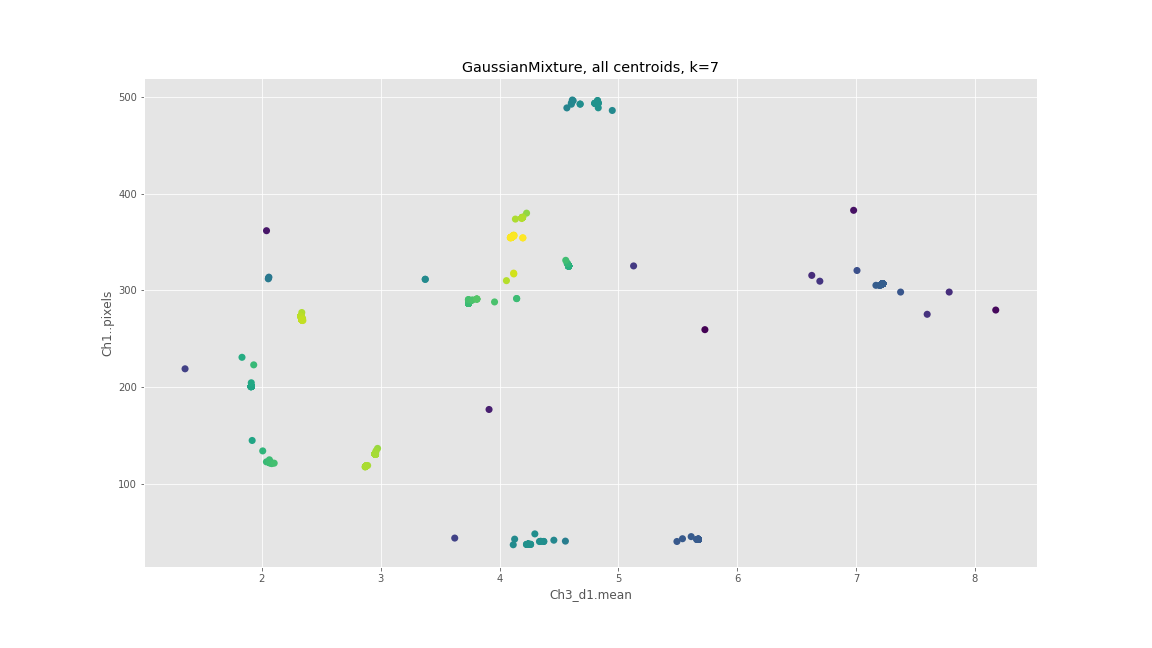 GaussianMixture, all centroids, k=7
500
400
300
200
100
Ch1..pixels
2 3 4 5 6 7 8
Ch3_d1.mean